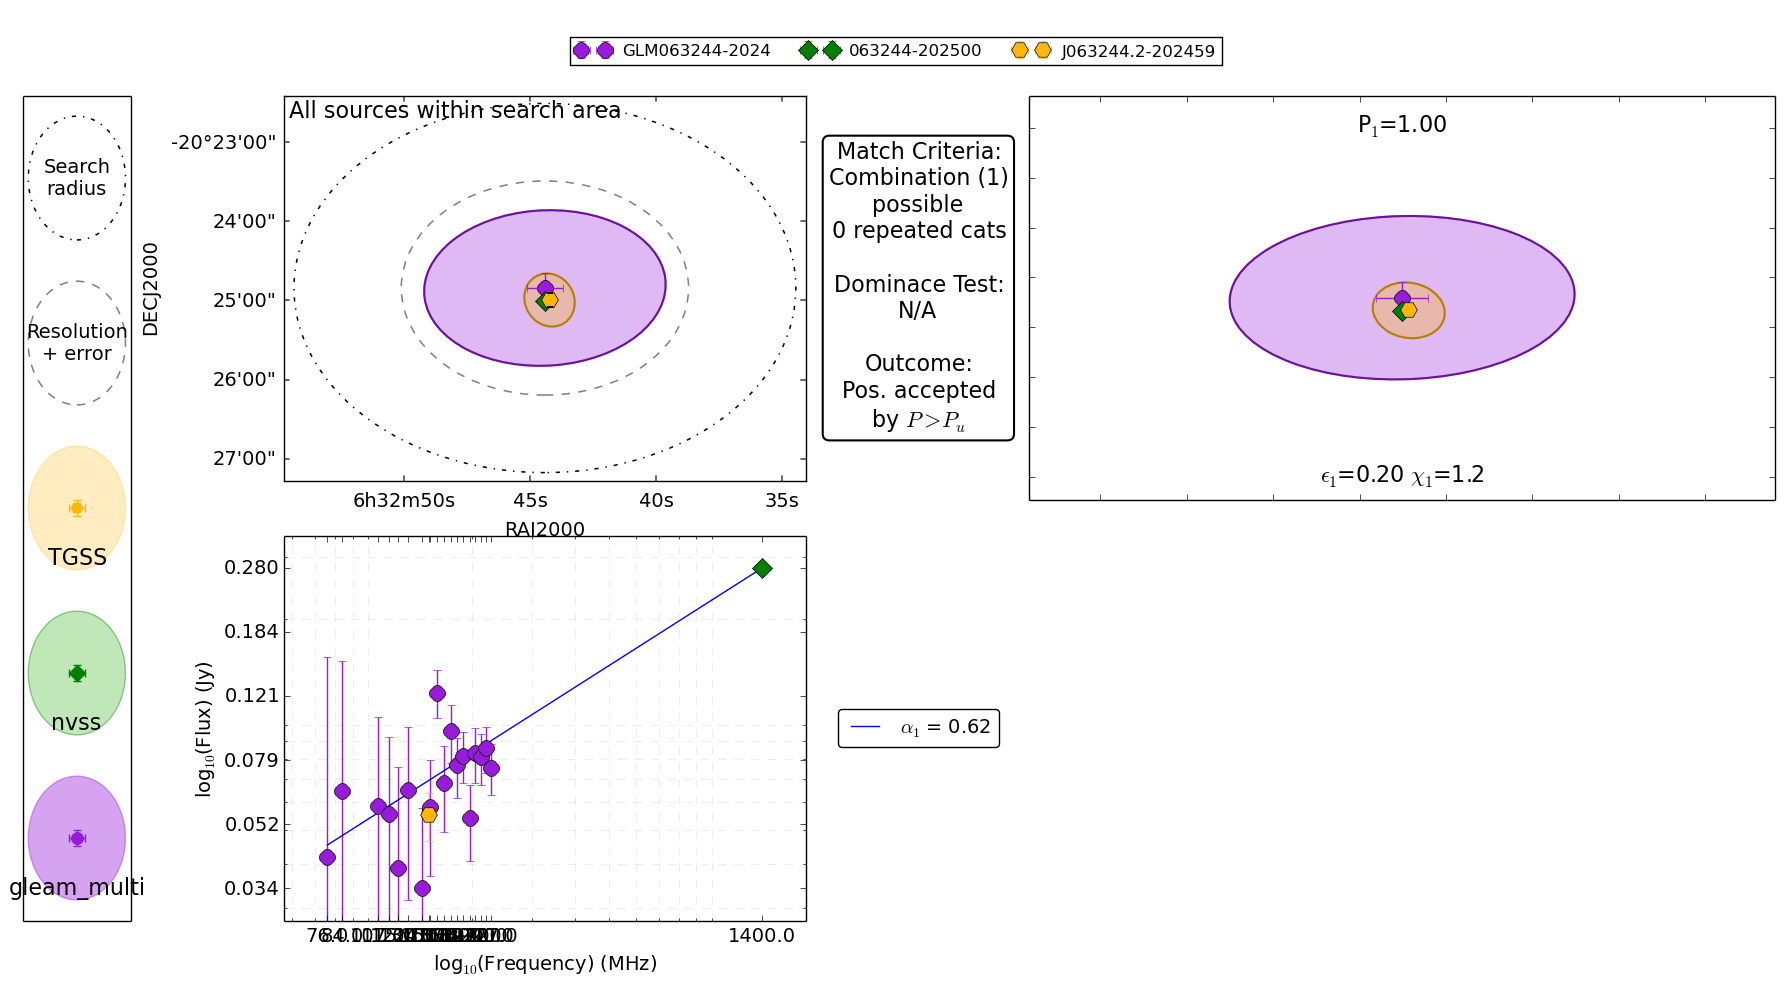 GLM063244-2024 063244-202500 J063244.2-202459
Search
radius
Resolution
+ error
TGSS
nvss
gleam_multi
All sources within search area
DECJ2000
-20°23'00"
24'00"
25'00"
26'00"
27'00"
6h32m50s 45s 40s 35s
RAJ2000
Match Criteria:
Combination (1)
possible
0 repeated cats
Dominace Test:
N/A
Outcome:
Pos. accepted
by P>Pu
P1=1.00
ϵ1=0.20 χ1=1.2
log10(Flux) (Jy)
0.280
0.184
0.121
0.079
0.052
0.034
1400.0
log10(Frequency) (MHz)
α1 = 0.62